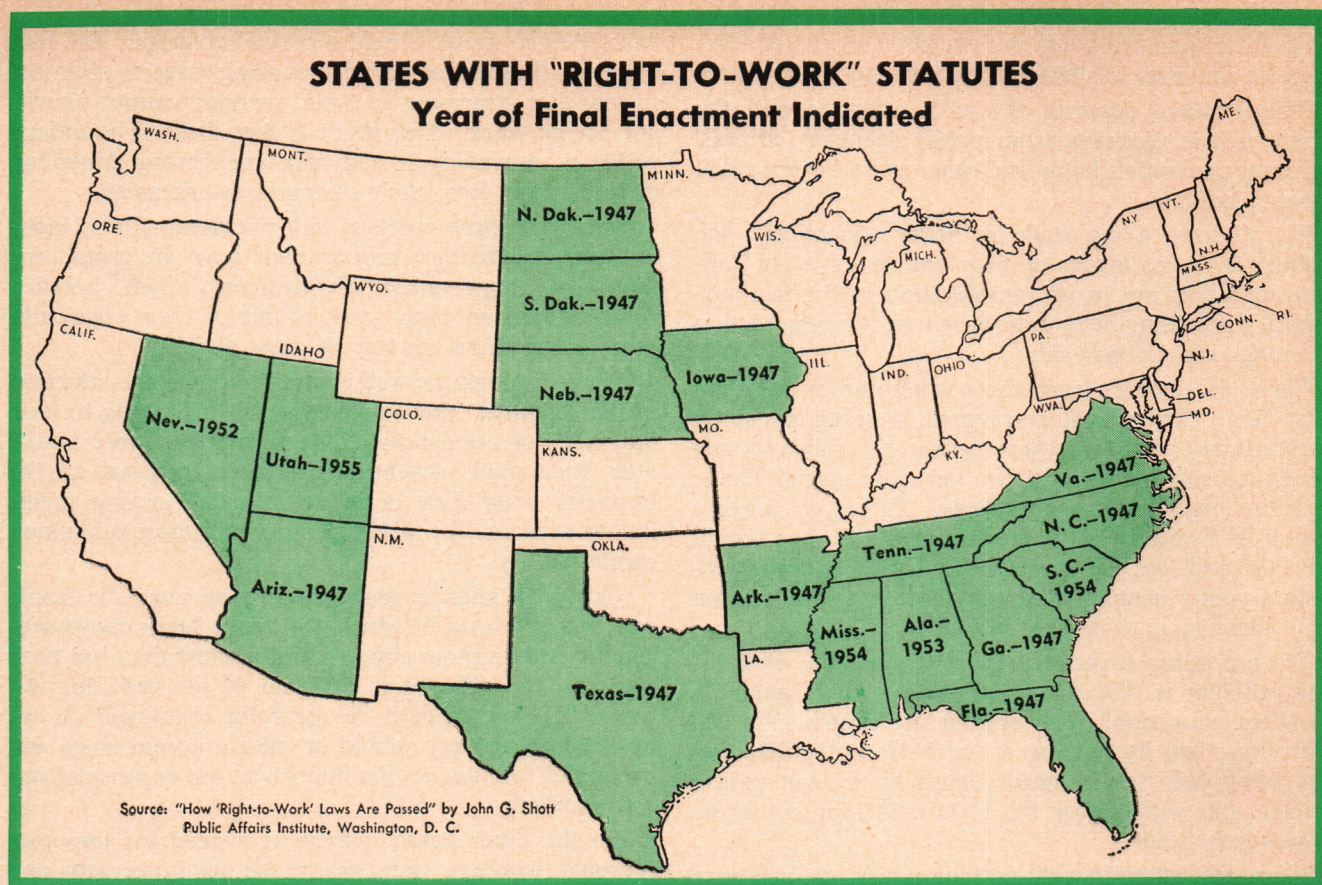 STATES WITH "RIGHT-TO-WORK" STATUTES
Year of Final Enactment Indicated
WASH.
MONT.
ORE.
IDAHO
WYO.
CALIF.
Nev.–1952
Utah–1955
COLO.
Ariz.–1947
N.M.
N. Dak.–1947
S. Dak.–1947
Neb.–1947
KANS.
OKLA.
Texas–1947
MINN.
Iowa–1947
MO.
Ark.–1947
LA.
WIS.
MICH.
ILL.
IND.
OHIO
KY.
Tenn.–1947
Miss.–
1954
Ala.–
1953
Ga.–1947
Fla.–1947
S. C.–
1954
N. C.–1947
Va.–1947
W.VA.
PA.
N.Y.
VT.
N.H.
ME.
MASS.
CONN.
R.I.
N.J.
DEL.
MD.
Source: "How 'Right-to-Work' Laws Are Passed" by John G. Shott
Public Affairs Institute, Washington, D. C.